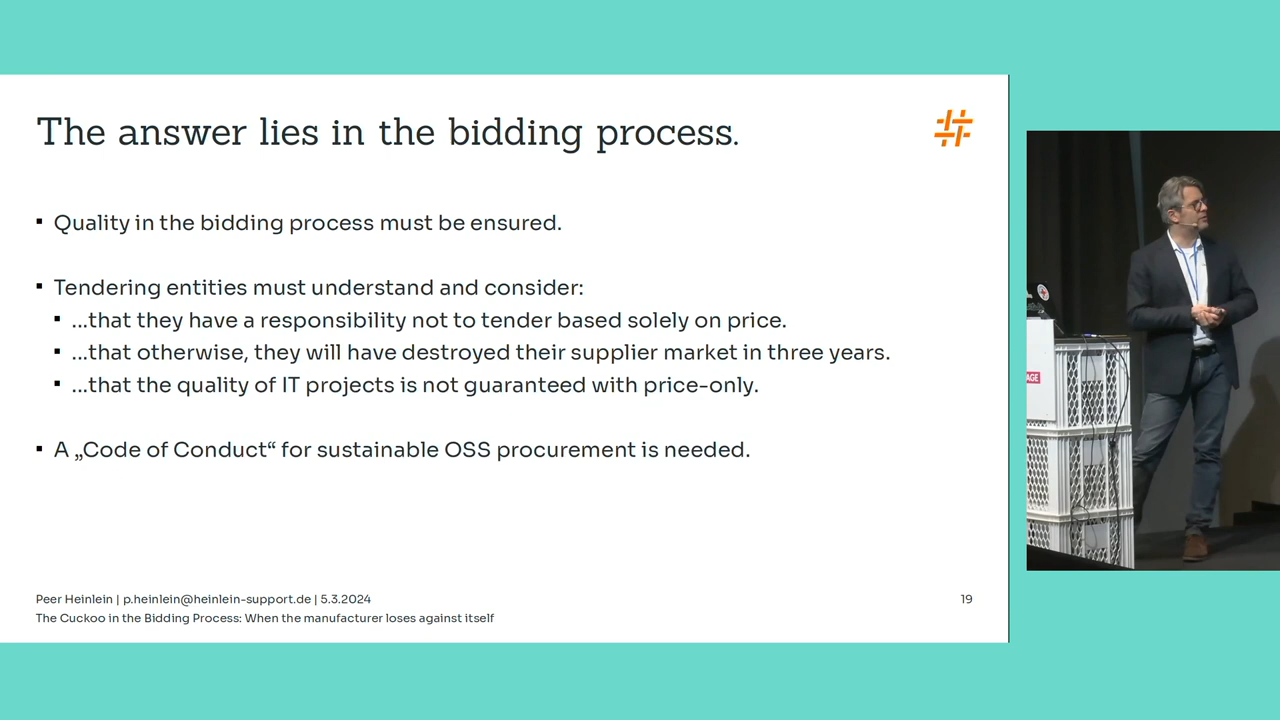 The answer lies in the bidding process.
▪ Quality in the bidding process must be ensured.
▪ Tendering entities must understand and consider:
▪ ...that they have a responsibility not to tender based solely on price.
▪ ...that otherwise, they will have destroyed their supplier market in three years.
▪ ...that the quality of IT projects is not guaranteed with price-only.
▪ A „Code of Conduct“ for sustainable OSS procurement is needed.
Peer Heinlein | p.heinlein@heinlein-support.de | 5.3.2024
19
The Cuckoo in the Bidding Process: When the manufacturer loses against itself
AGE